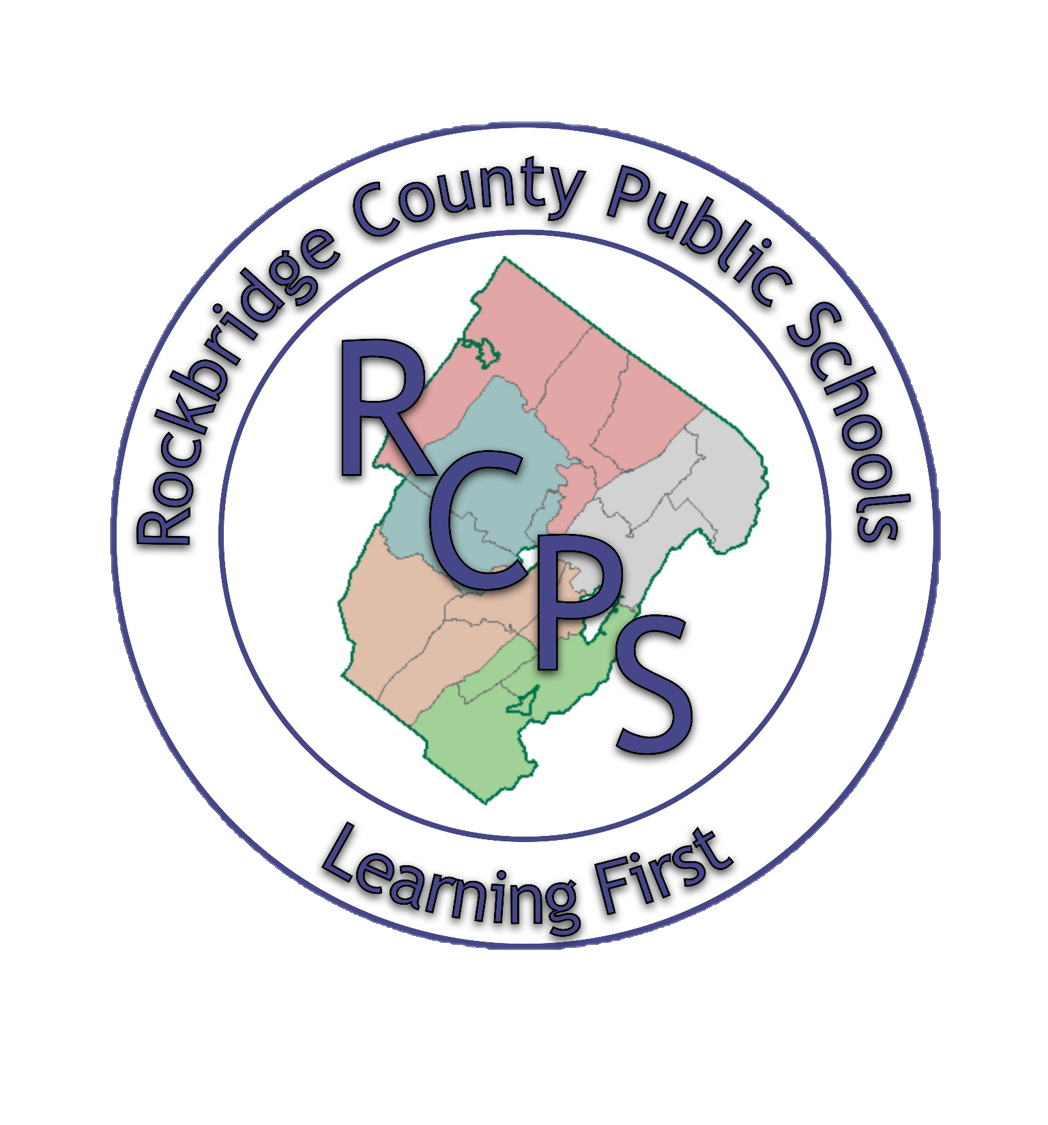 Rockbridge County Public Schools
RCPS
Learning First